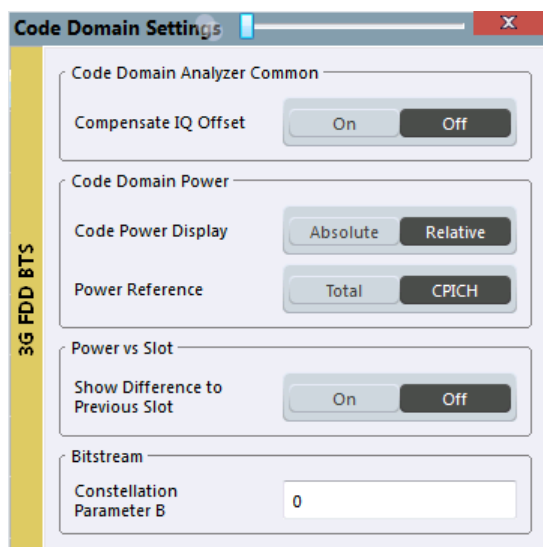 Code Domain Settings
X
Code Domain Analyzer Common
Compensate IQ Offset
On Off
Code Domain Power
Code Power Display
Absolute Relative
Power Reference
Total CPICH
Power vs Slot
Show Difference to
Previous Slot
On Off
Bitstream
Constellation
Parameter B
0
3G FDD BTS